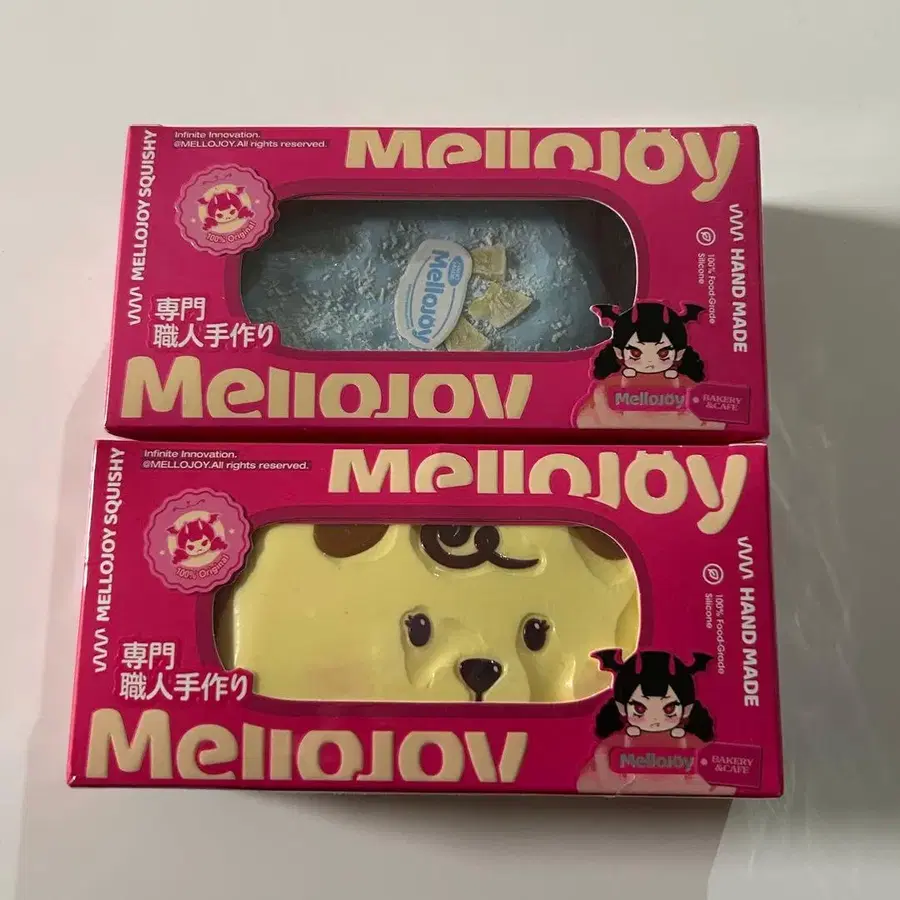 Infinite Innovation.
@MELLOJOY.All rights reserved.
MelloJoy
MELLOJOY SQUISHY
100% Original
MelloJoy
HAND MADE
100% Food-Grade
Silicone
専門
職人手作り
MelloJoy
MelloJoy
BAKERY
&CAFE
Infinite Innovation.
@MELLOJOY.All rights reserved.
MelloJoy
MELLOJOY SQUISHY
100% Original
HAND MADE
100% Food-Grade
Silicone
専門
職人手作り
MelloJoy
MelloJoy
BAKERY
&CAFE